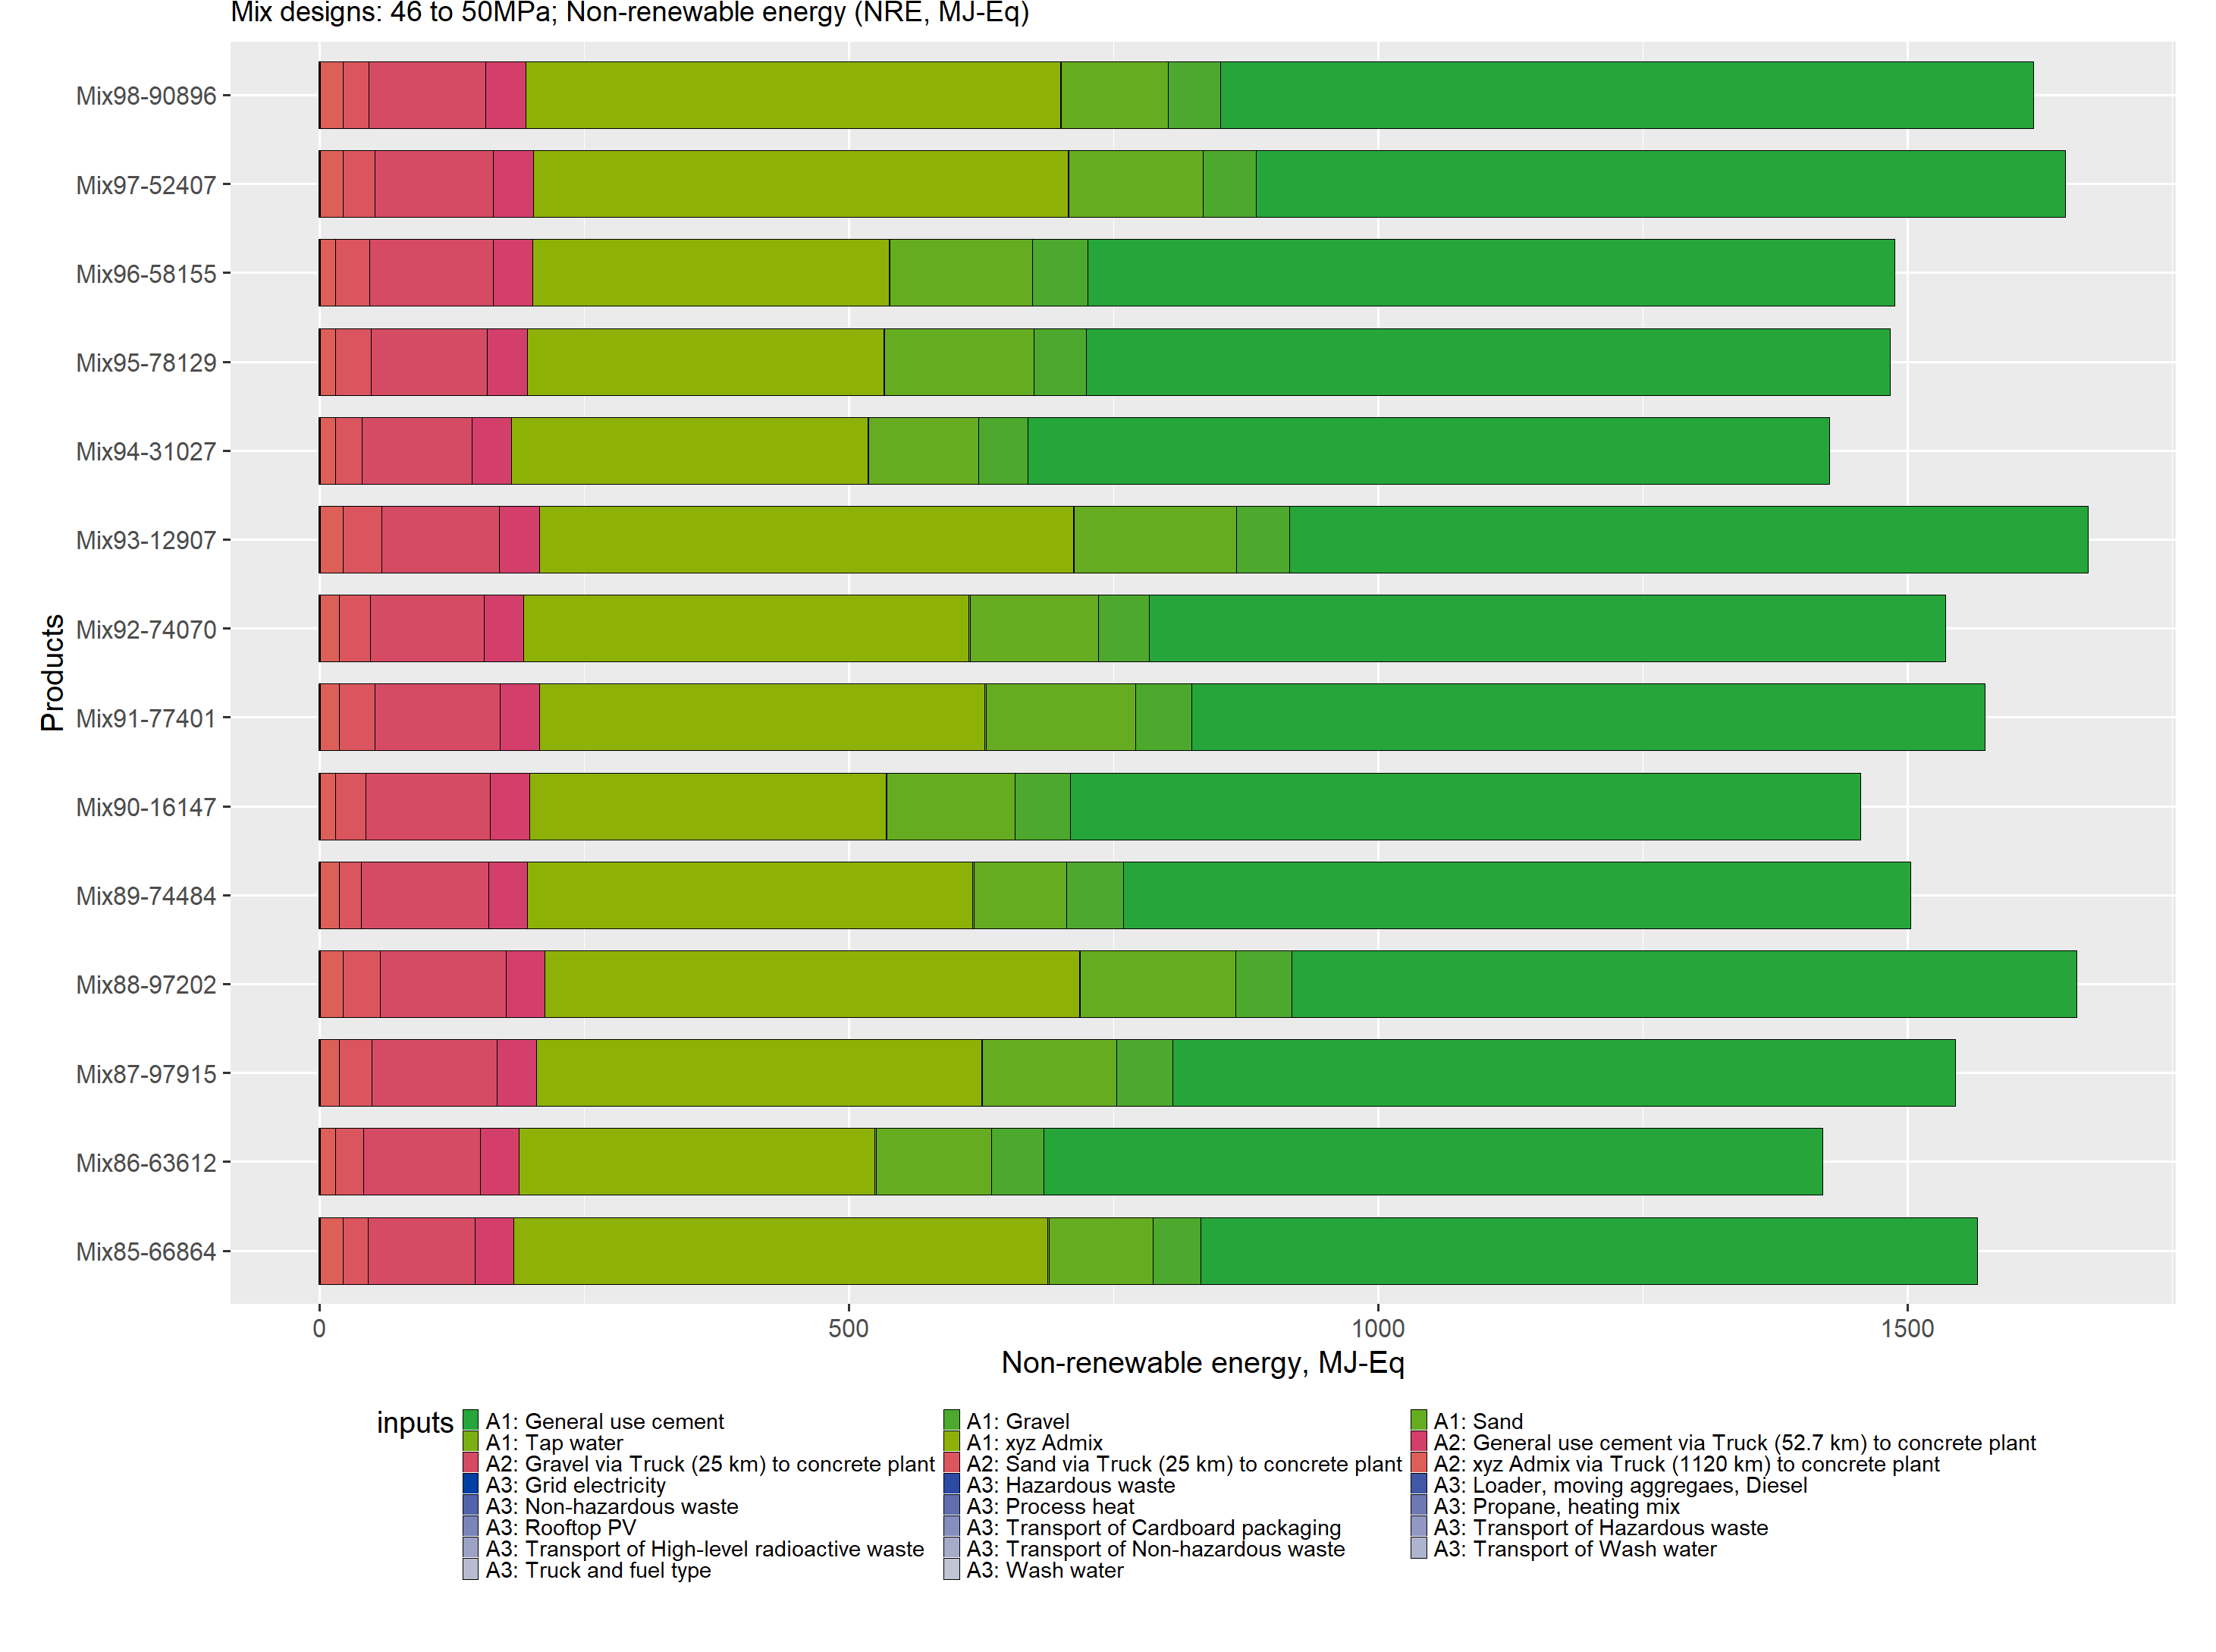 Mix designs: 46 to 50MPa; Non-renewable energy (NRE, MJ-Eq)
Products
Mix98-90896
Mix97-52407
Mix96-58155
Mix95-78129
Mix94-31027
Mix93-12907
Mix92-74070
Mix91-77401
Mix90-16147
Mix89-74484
Mix88-97202
Mix87-97915
Mix86-63612
Mix85-66864
0 500 1000 1500
Non-renewable energy, MJ-Eq
inputs
A1: General use cement A1: Gravel A1: Sand
A1: Tap water A1: xyz Admix A2: General use cement via Truck (52.7 km) to concrete plant
A2: Gravel via Truck (25 km) to concrete plant A2: Sand via Truck (25 km) to concrete plant A2: xyz Admix via Truck (1120 km) to concrete plant
A3: Grid electricity A3: Hazardous waste A3: Loader, moving aggregaes, Diesel
A3: Non-hazardous waste A3: Process heat A3: Propane, heating mix
A3: Rooftop PV A3: Transport of Cardboard packaging A3: Transport of Hazardous waste
A3: Transport of High-level radioactive waste A3: Transport of Non-hazardous waste A3: Transport of Wash water
A3: Truck and fuel type A3: Wash water